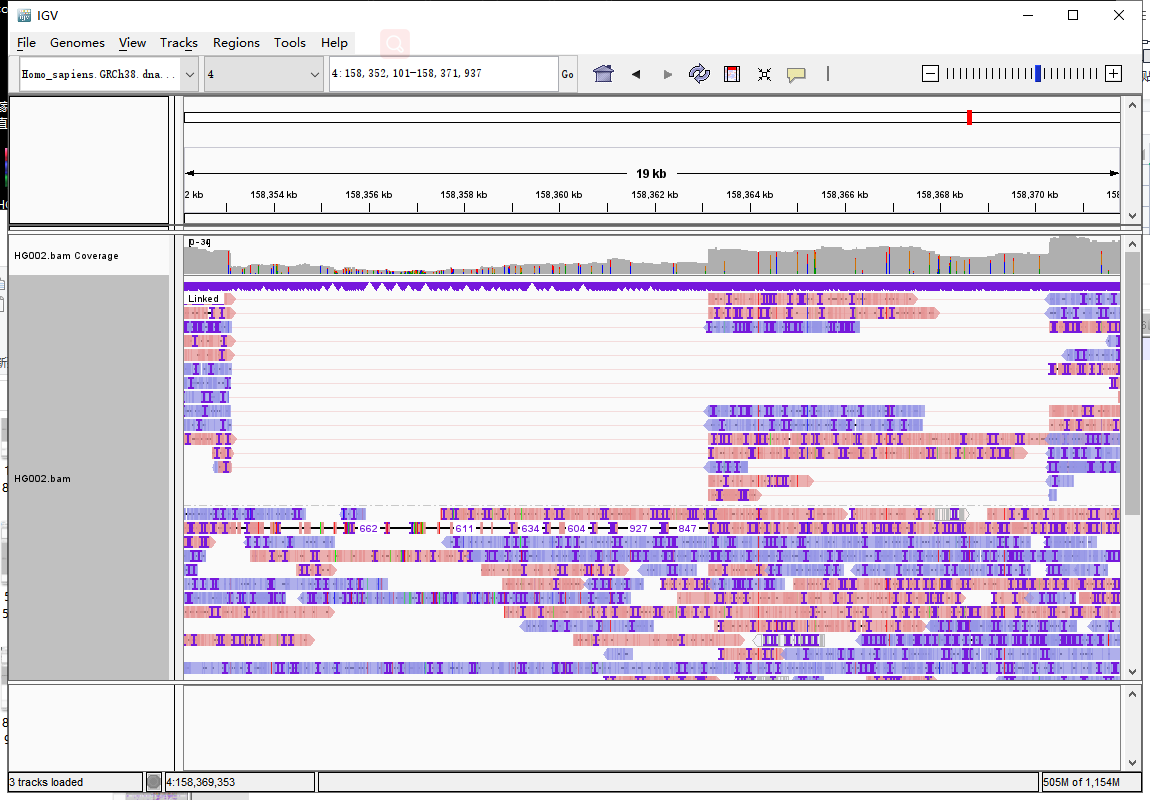 IGV
File Genomes View Tracks Regions Tools Help
Homo_sapiens.GRCh38.dna... 4 4:158,352,101-158,371,937 Go
19 kb
2 kb 158,354 kb 158,356 kb 158,358 kb 158,360 kb 158,362 kb 158,364 kb 158,366 kb 158,368 kb 158,370 kb 158
HG002.bam Coverage
Linked
HG002.bam
662 611 634 604 927 847
3 tracks loaded 4:158,369,353 505M of 1,154M